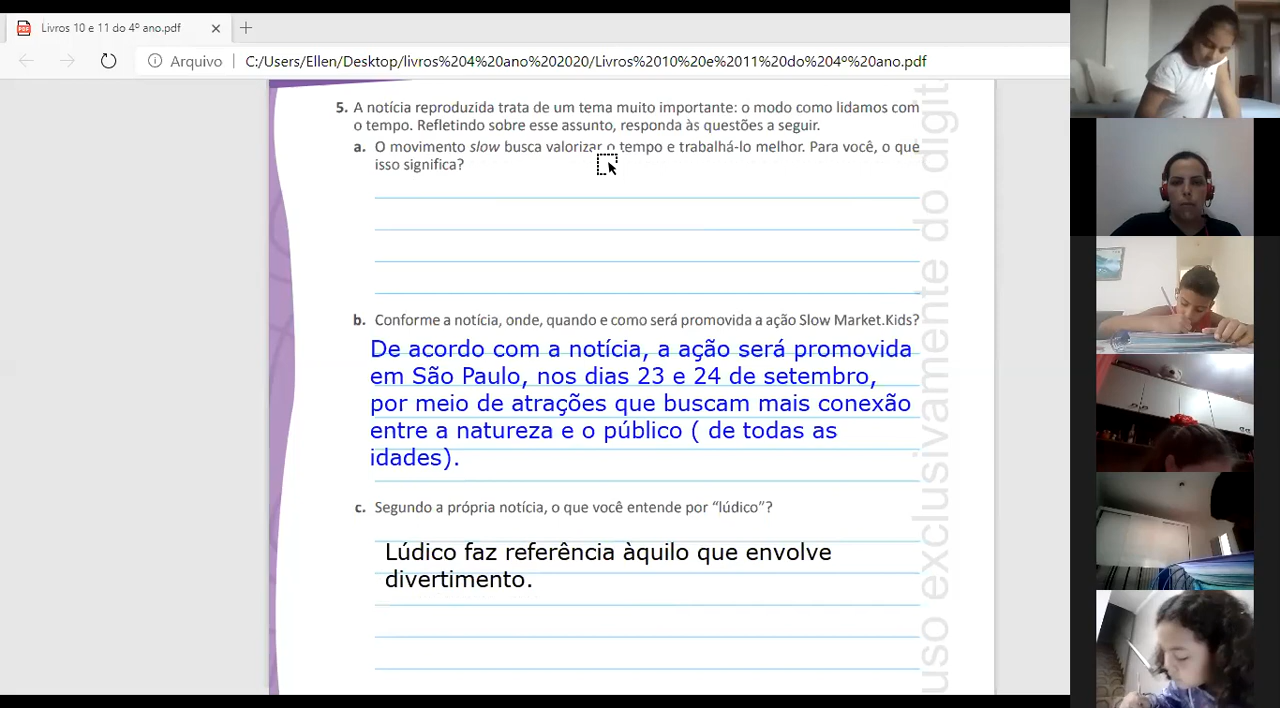 Livros 10 e 11 do 4º ano.pdf
Arquivo
C:/Users/Ellen/Desktop/livros%204%20ano%202020/Livros%2010%20e%2011%20do%204º%20ano.pdf
5. A notícia reproduzida trata de um tema muito importante: o modo como lidamos com
o tempo. Refletindo sobre esse assunto, responda às questões a seguir.
a. O movimento slow busca valorizar o tempo e trabalhá-lo melhor. Para você, o que
isso significa?
b. Conforme a notícia, onde, quando e como será promovida a ação Slow Market.Kids?
De acordo com a notícia, a ação será promovida
em São Paulo, nos dias 23 e 24 de setembro,
por meio de atrações que buscam mais conexão
entre a natureza e o público ( de todas as
idades).
c. Segundo a própria notícia, o que você entende por “lúdico”?
Lúdico faz referência àquilo que envolve
divertimento.
uso exclusivamente do digit